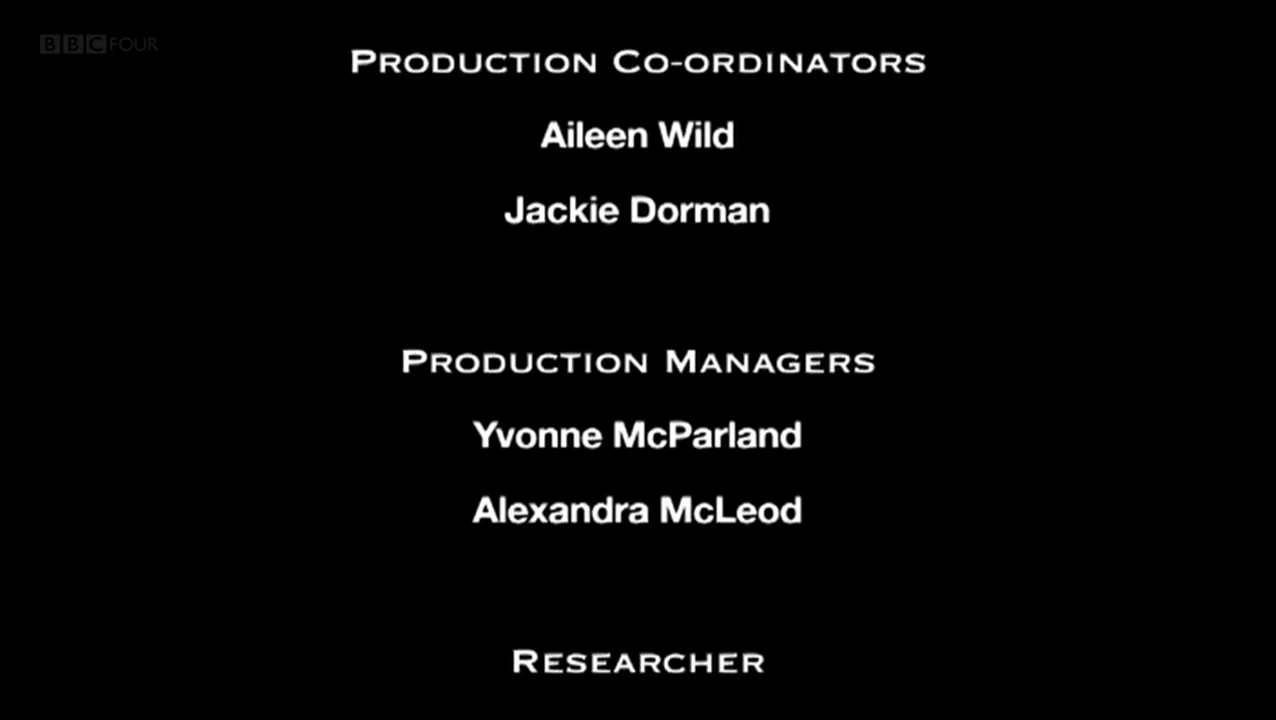 BBC FOUR
PRODUCTION CO-ORDINATORS
Aileen Wild
Jackie Dorman
PRODUCTION MANAGERS
Yvonne McParland
Alexandra McLeod
RESEARCHER